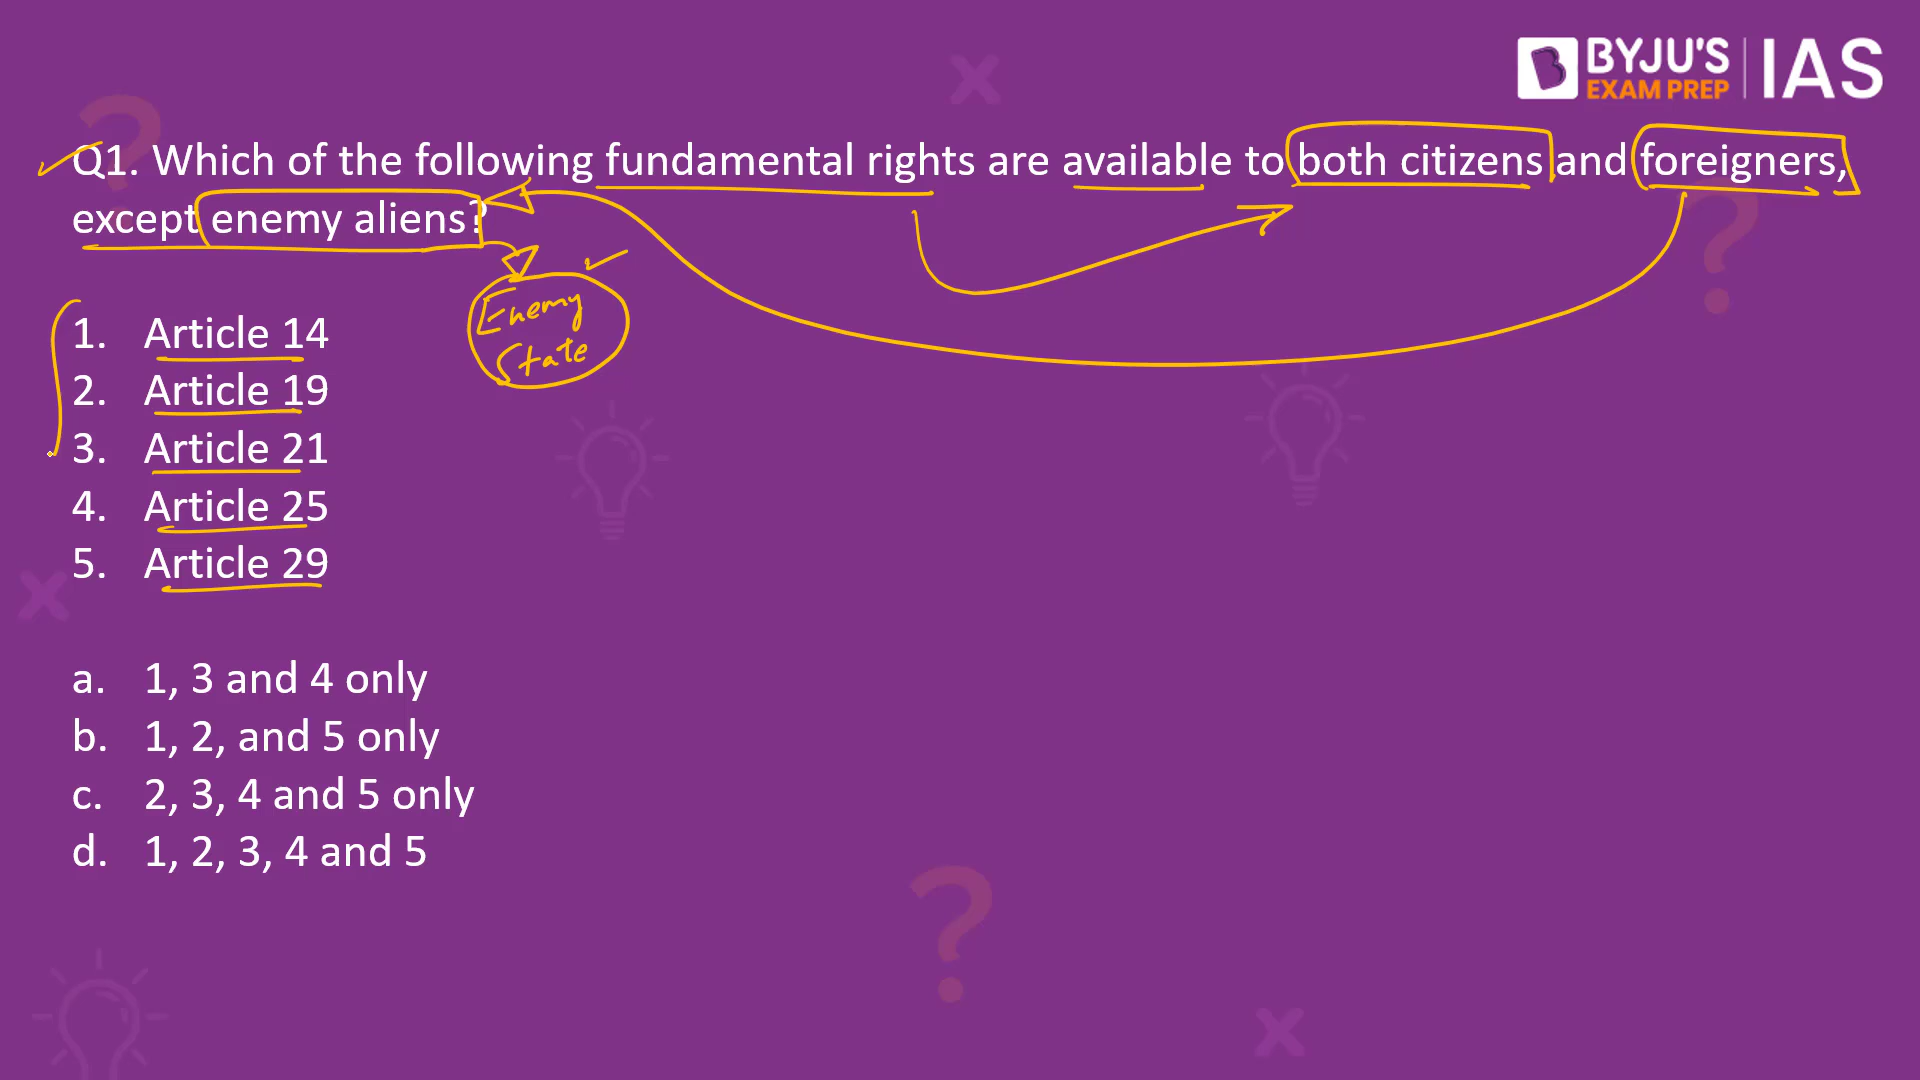 BYJU'S
EXAM PREP
IAS
Q1. Which of the following fundamental rights are available to both citizens and foreigners,
except enemy aliens?
Enemy
State
1. Article 14
2. Article 19
3. Article 21
4. Article 25
5. Article 29
a. 1, 3 and 4 only
b. 1, 2, and 5 only
c. 2, 3, 4 and 5 only
d. 1, 2, 3, 4 and 5